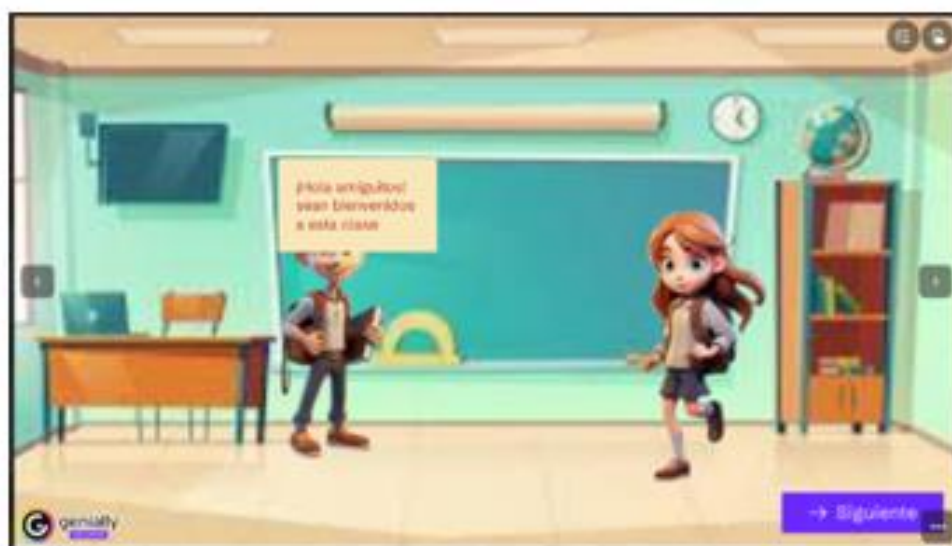 ¡Hola amiguitos!
sean bienvenidos
a esta clase
genially
→ Siguiente